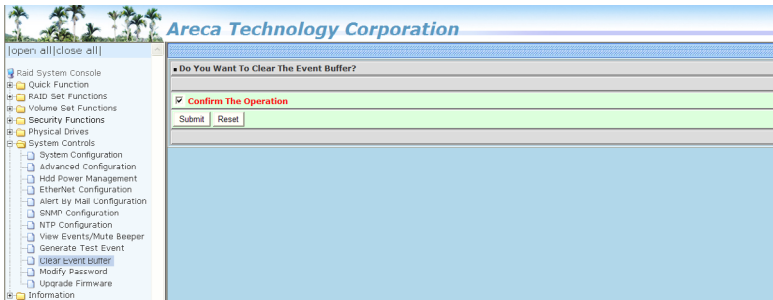 Areca Technology Corporation
|open all|close all|
Raid System Console
Quick Function
RAID Set Functions
Volume Set Functions
Security Functions
Physical Drives
System Controls
System Configuration
Advanced Configuration
Hdd Power Management
EtherNet Configuration
Alert By Mail Configuration
SNMP Configuration
NTP Configuration
View Events/Mute Beeper
Generate Test Event
Clear Event Buffer
Modify Password
Upgrade Firmware
Information
Do You Want To Clear The Event Buffer?
Confirm The Operation
Submit Reset